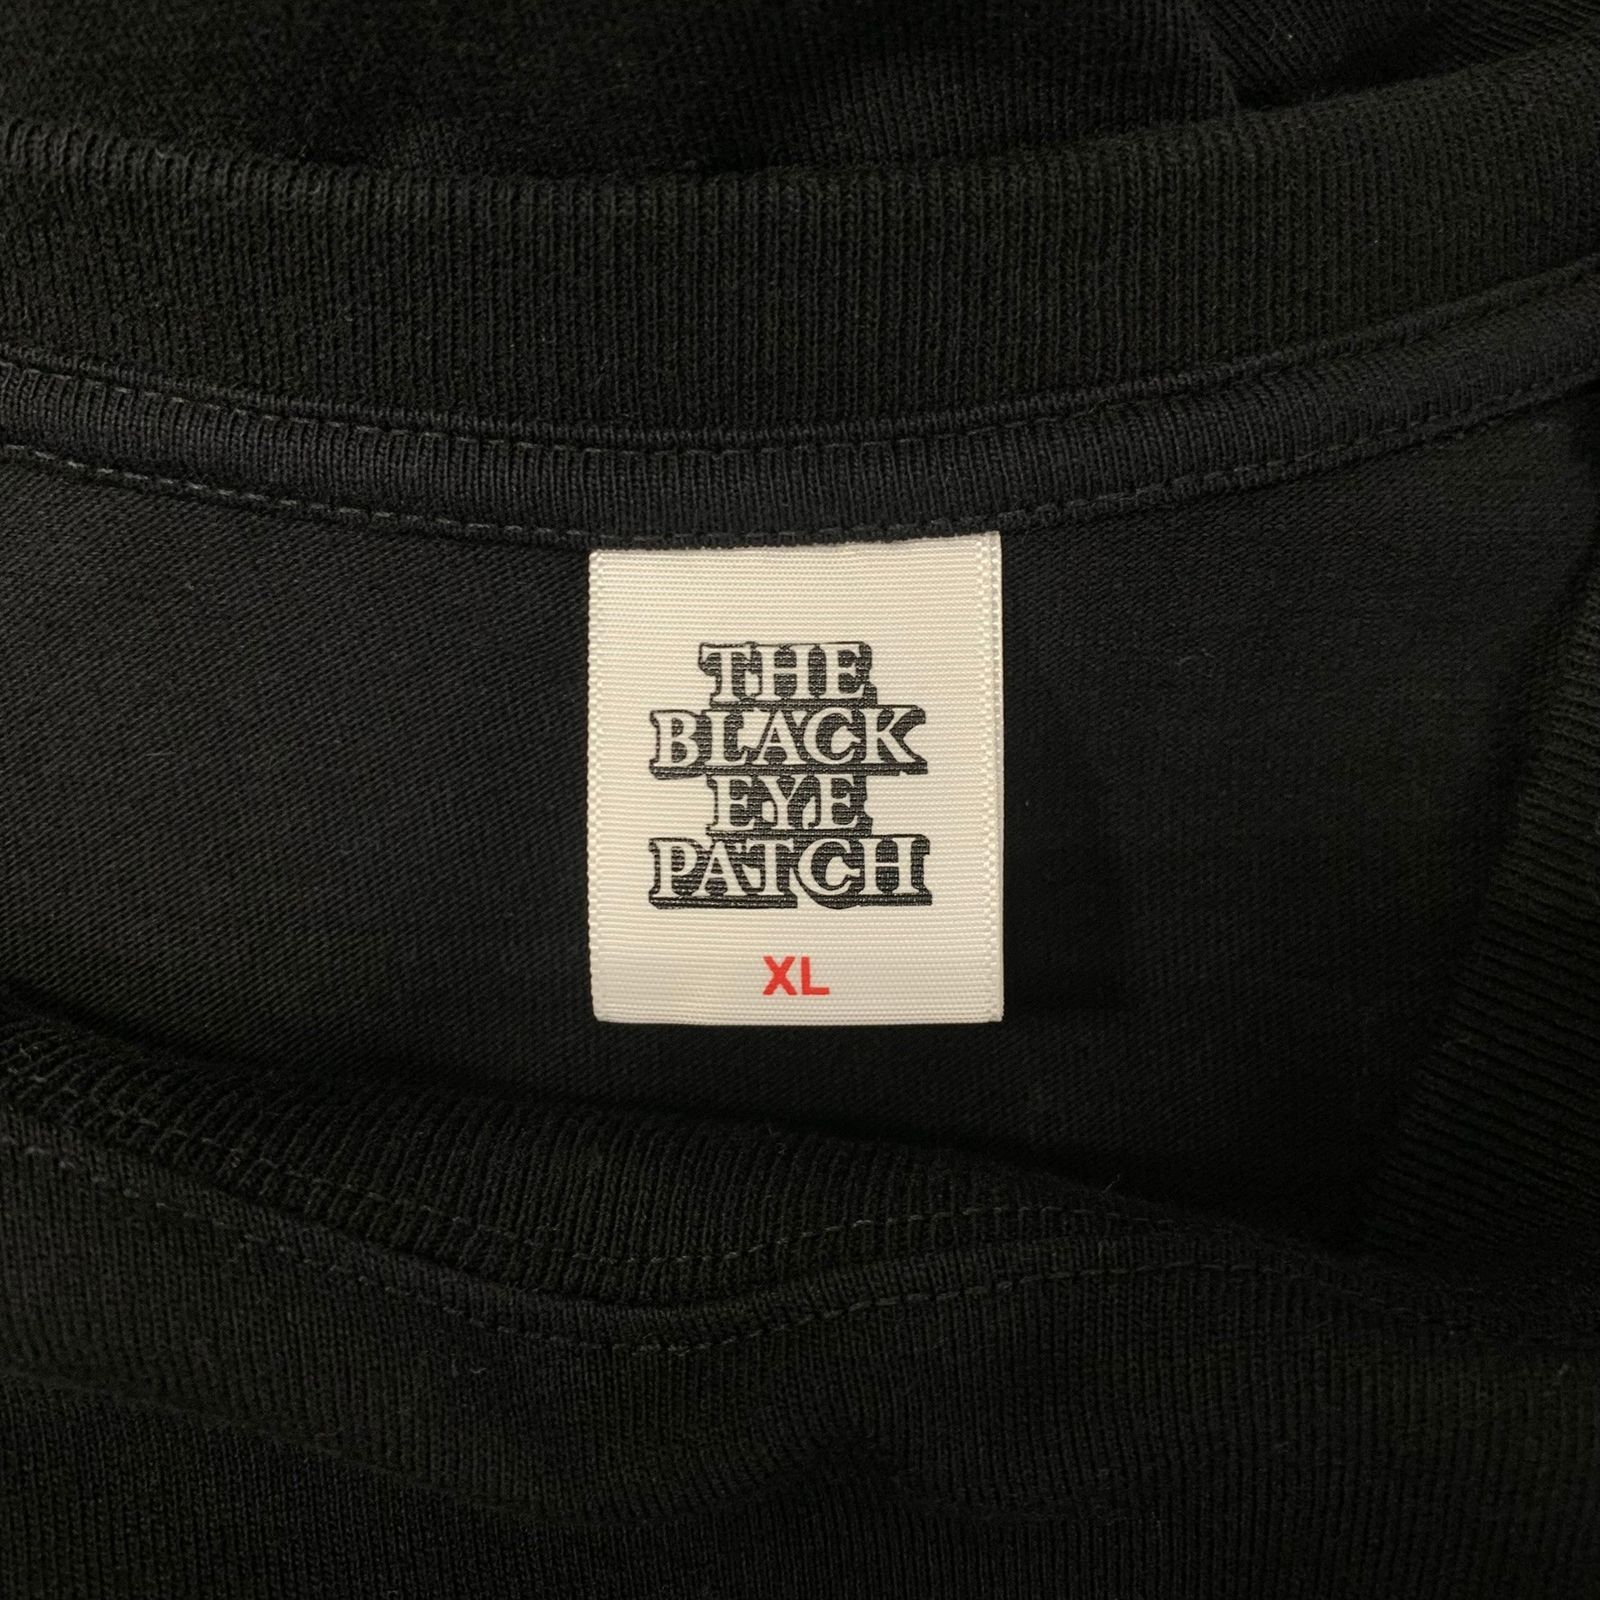 THE
BLACK
EYE
PATCH
XL